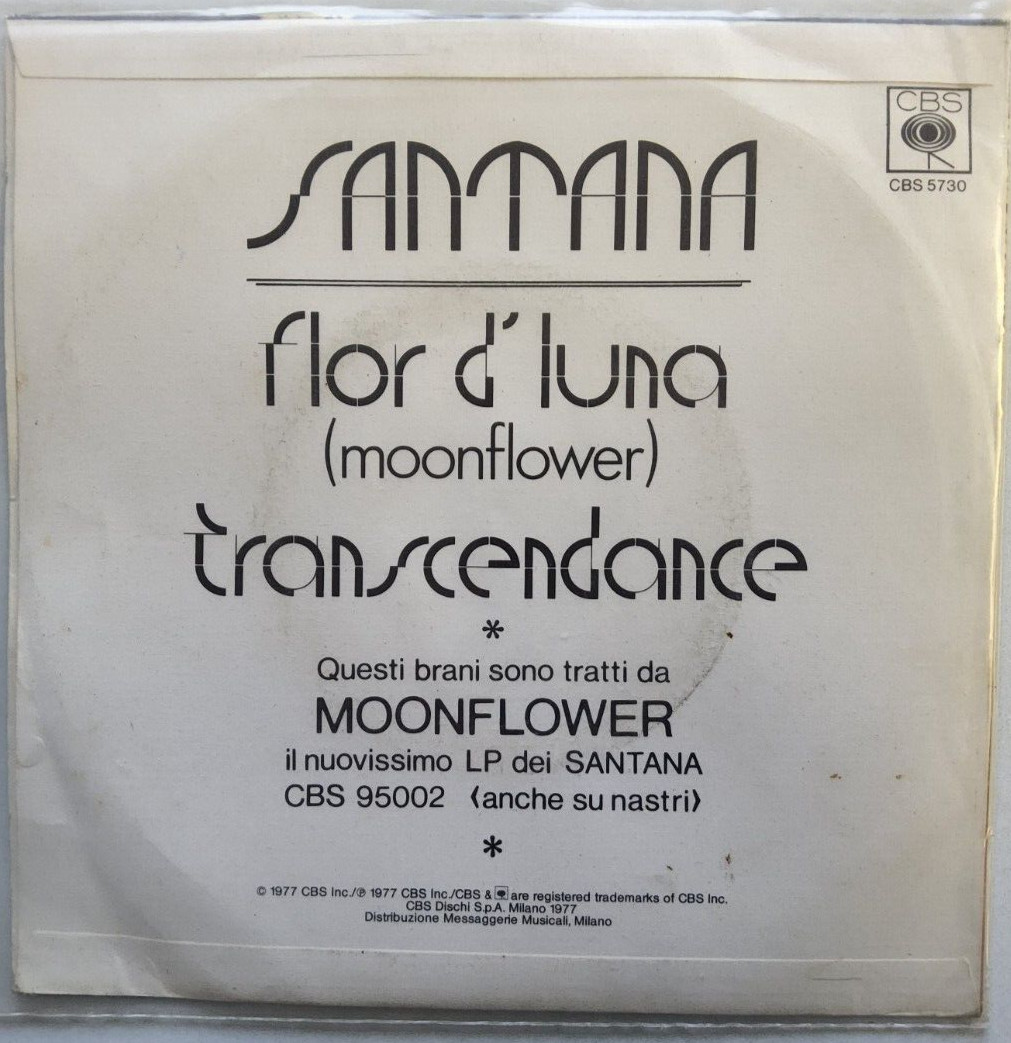 CBS
CBS 5730
SANTANA
flor d' luna
(moonflower)
transcendance
*
Questi brani sono tratti da
MOONFLOWER
il nuovissimo LP dei SANTANA
CBS 95002 (anche su nastri)
*
© 1977 CBS Inc./℗ 1977 CBS Inc./CBS & are registered trademarks of CBS Inc.
CBS Dischi S.p.A. Milano 1977
Distribuzione Messaggerie Musicali, Milano